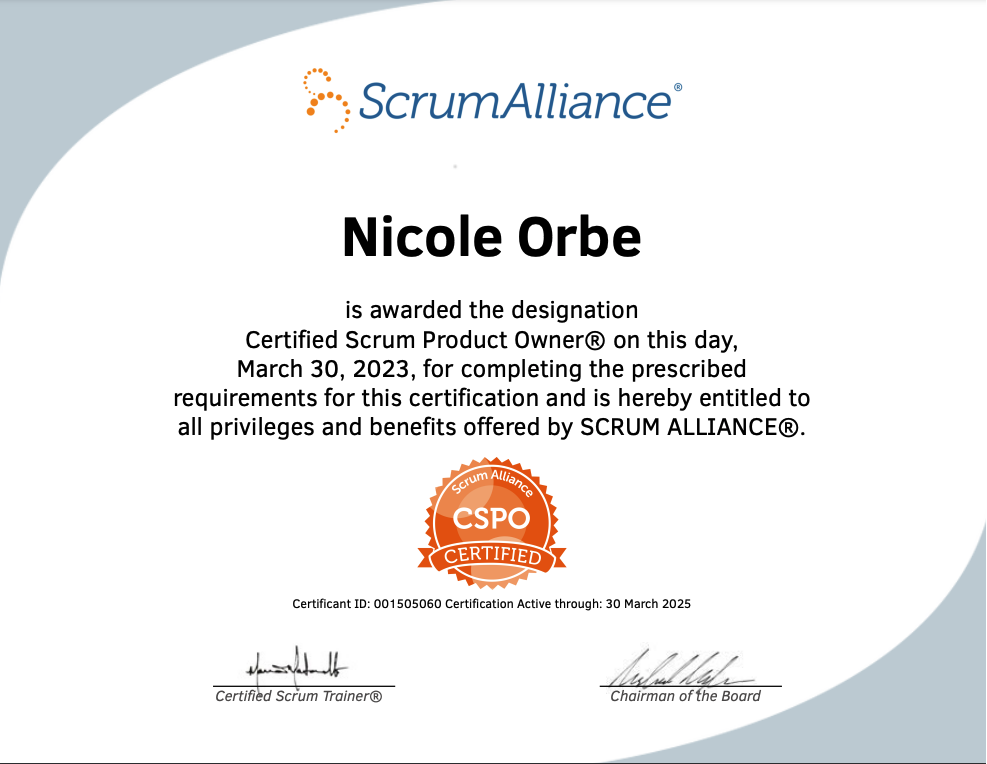 ScrumAlliance®
Nicole Orbe
is awarded the designation
Certified Scrum Product Owner® on this day,
March 30, 2023, for completing the prescribed
requirements for this certification and is hereby entitled to
all privileges and benefits offered by SCRUM ALLIANCE®.
Scrum Alliance
CSPO
CERTIFIED
Certificant ID: 001505060 Certification Active through: 30 March 2025
Certified Scrum Trainer®
Chairman of the Board